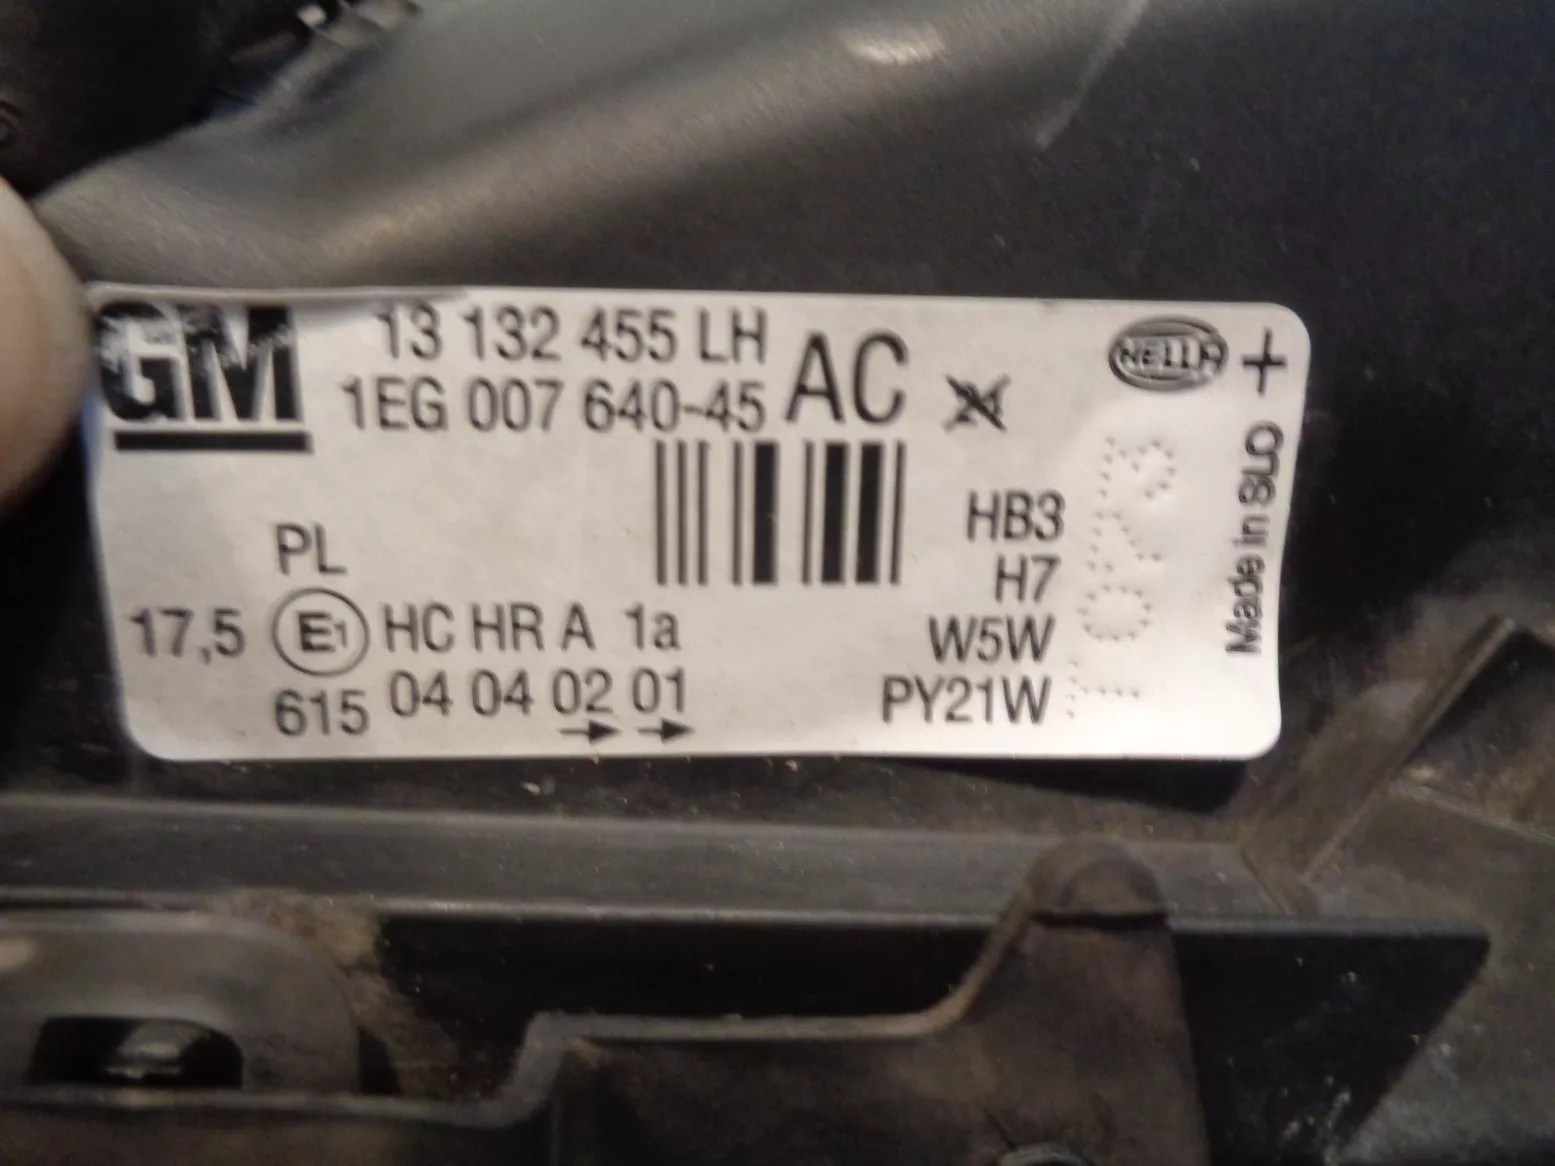 GM
13 132 455 LH
1EG 007 640-45
AC
HELLA
+
Made in SLO
HB3
H7
W5W
PY21W
PL
17,5 E1 HC HR A 1a
615 04 04 02 01
→ →